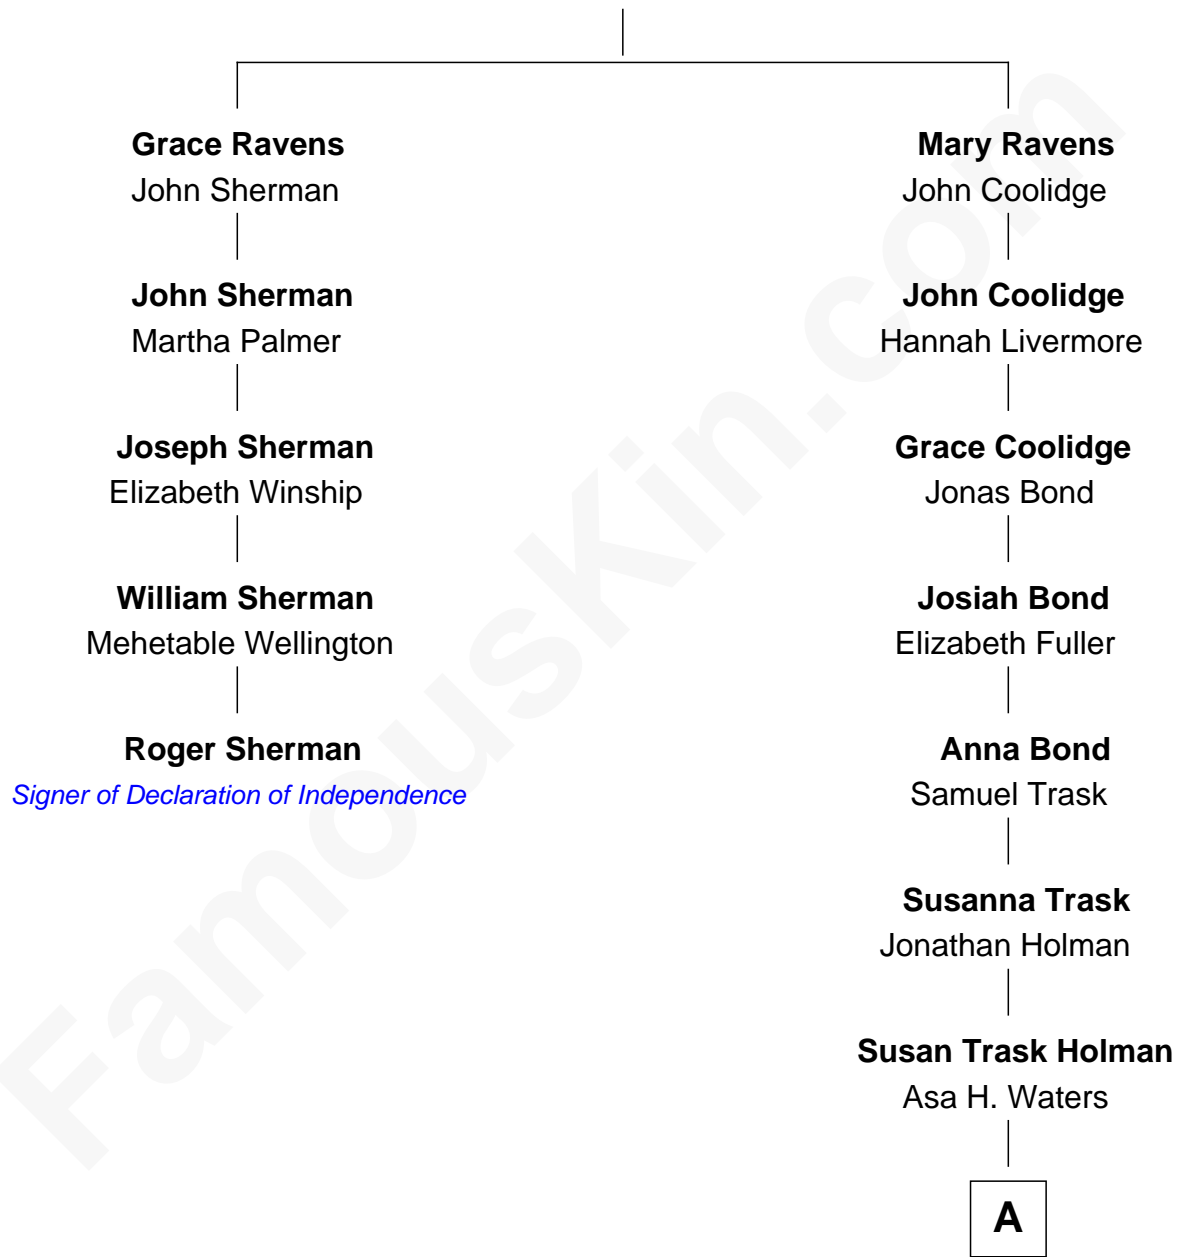 Grace Ravens
John Sherman
Mary Ravens
John Coolidge
John Sherman
Martha Palmer
John Coolidge
Hannah Livermore
Joseph Sherman
Elizabeth Winship
Grace Coolidge
Jonas Bond
William Sherman
Mehetable Wellington
Josiah Bond
Elizabeth Fuller
Roger Sherman
Signer of Declaration of Independence
Anna Bond
Samuel Trask
Susanna Trask
Jonathan Holman
Susan Trask Holman
Asa H. Waters
A
FamousKin.com